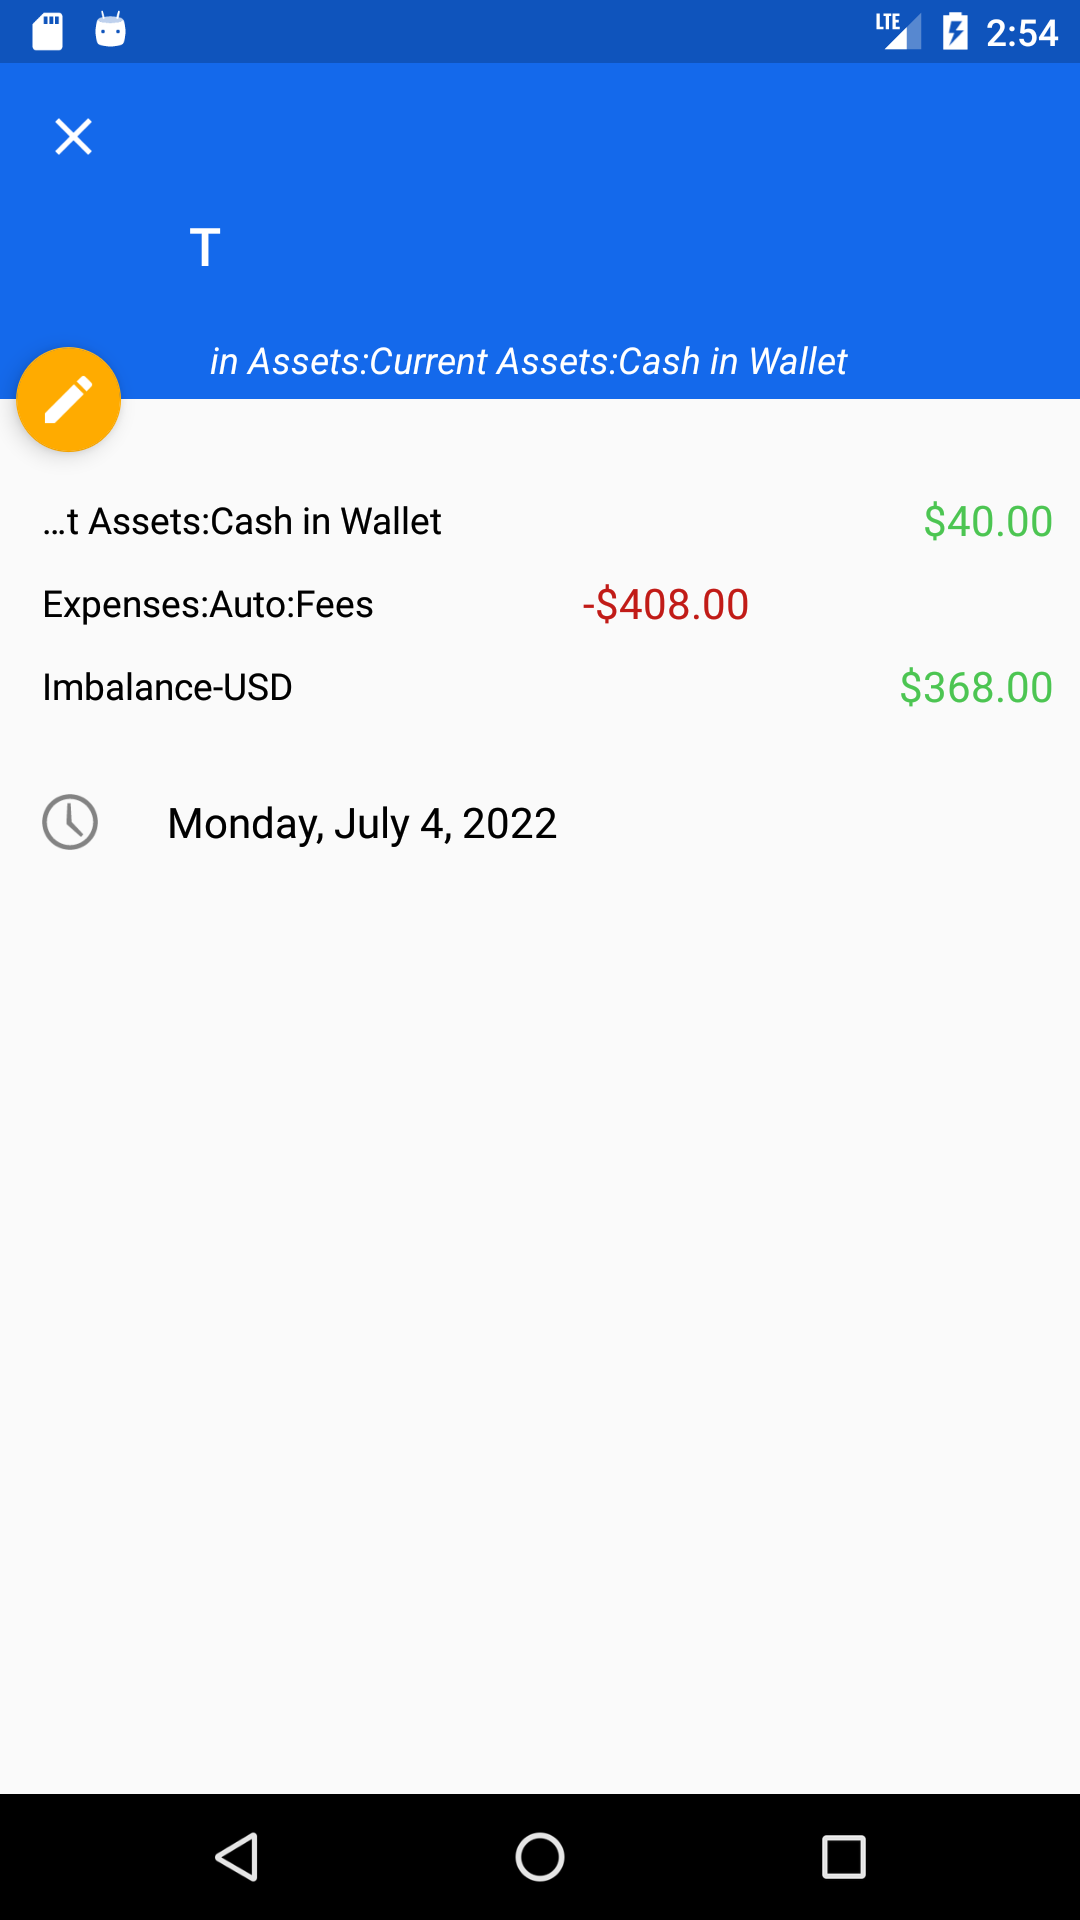 LTE 2:54
T
in Assets:Current Assets:Cash in Wallet
...t Assets:Cash in Wallet $40.00
Expenses:Auto:Fees -$408.00
Imbalance-USD $368.00
Monday, July 4, 2022